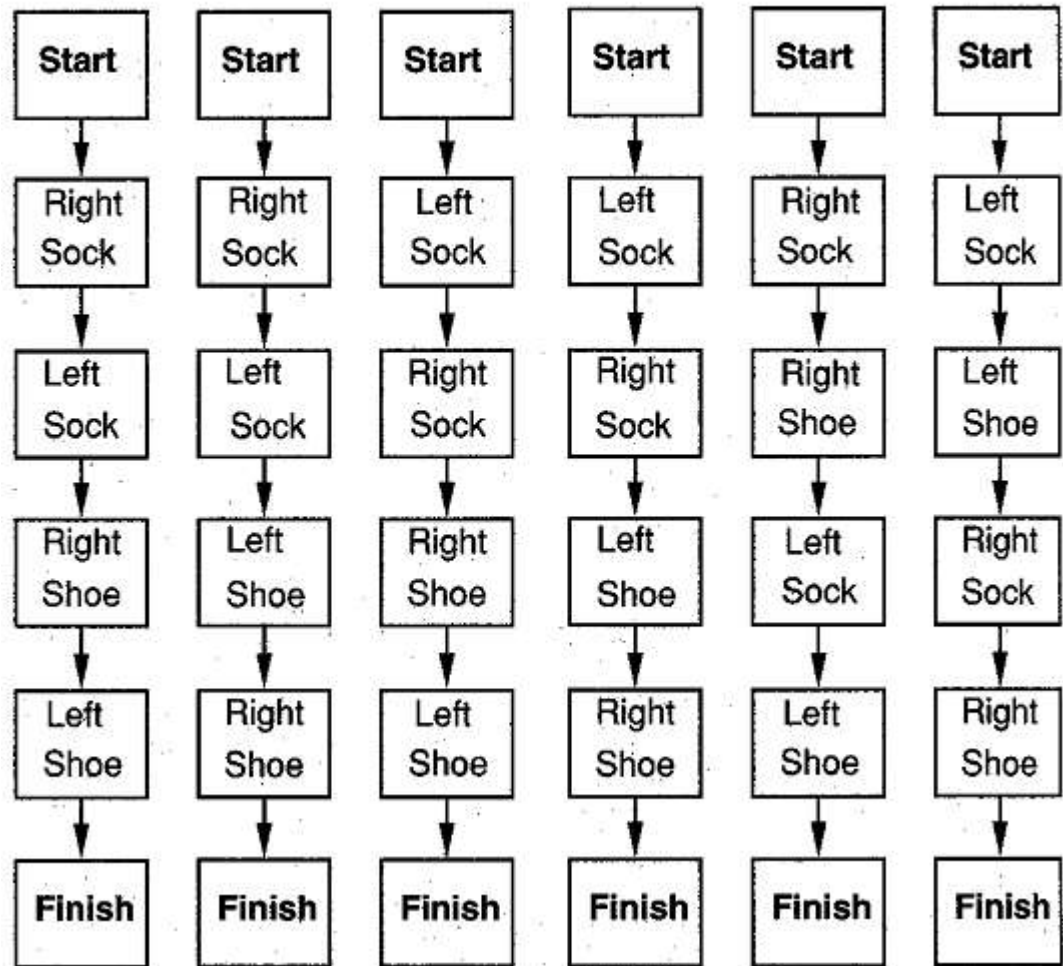 Start Start Start Start Start Start
Right Right Left Left Right Left
Sock Sock Sock Sock Sock Sock
Left Left Right Right Right Left
Sock Sock Sock Sock Shoe Shoe
Right Left Right Left Left Right
Shoe Shoe Shoe Shoe Sock Sock
Left Right Left Right Left Right
Shoe Shoe Shoe Shoe Shoe Shoe
Finish Finish Finish Finish Finish Finish